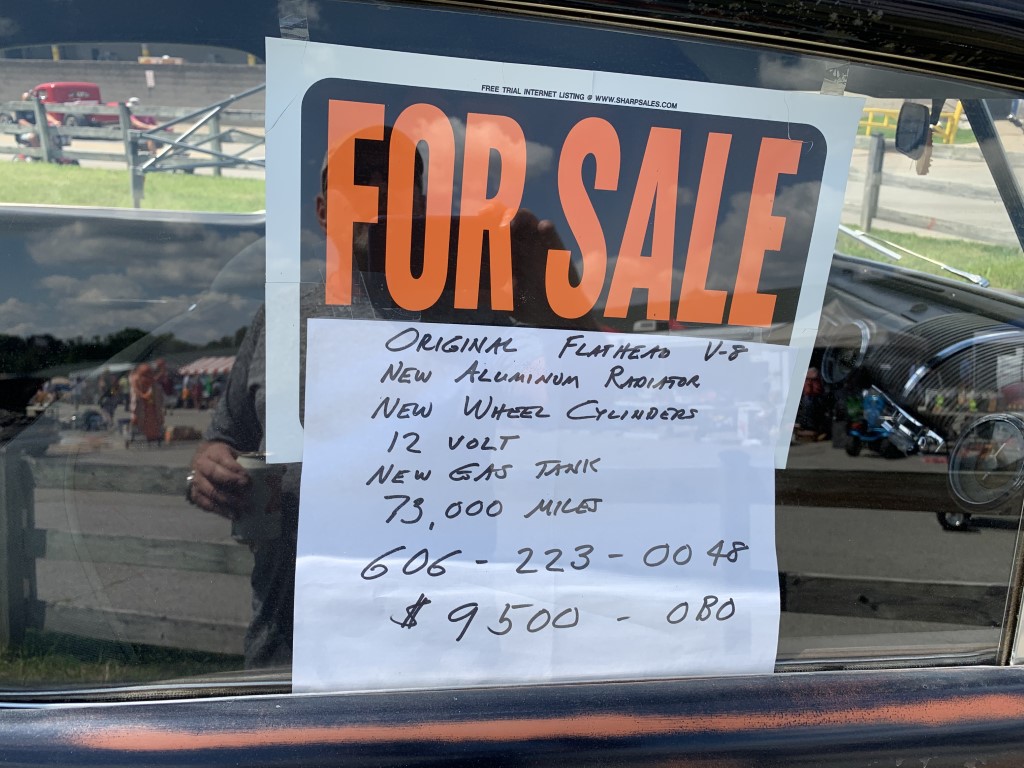 FREE TRIAL INTERNET LISTING @ WWW.SHARPSALES.COM
FOR SALE
ORIGINAL FLATHEAD V-8
NEW ALUMINUM RADIATOR
NEW WHEEL CYLINDERS
12 VOLT
NEW GAS TANK
73,000 MILES
606-223-0048
$9500 - OBO